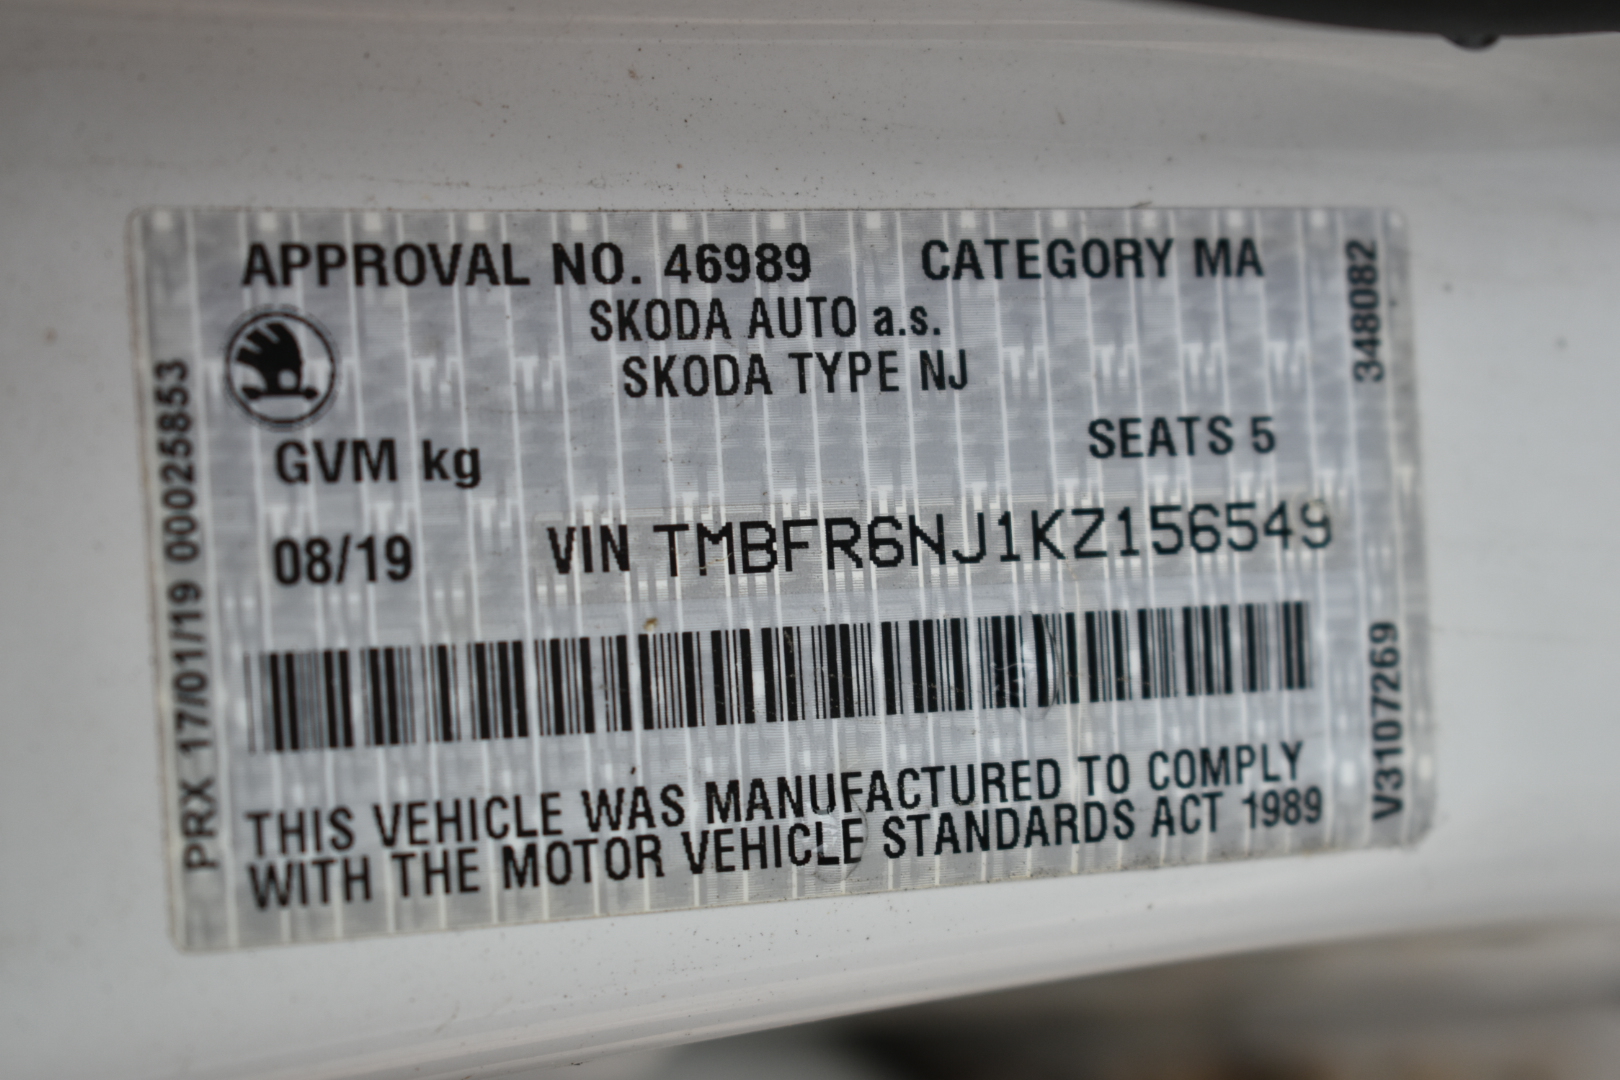 APPROVAL NO. 46989 CATEGORY MA
SKODA AUTO a.s.
SKODA TYPE NJ
GVM kg SEATS 5
08/19 VIN TMBFR6NJ1KZ156549
THIS VEHICLE WAS MANUFACTURED TO COMPLY
WITH THE MOTOR VEHICLE STANDARDS ACT 1989
PRX 17/01/19 00025853
348082
V3107269